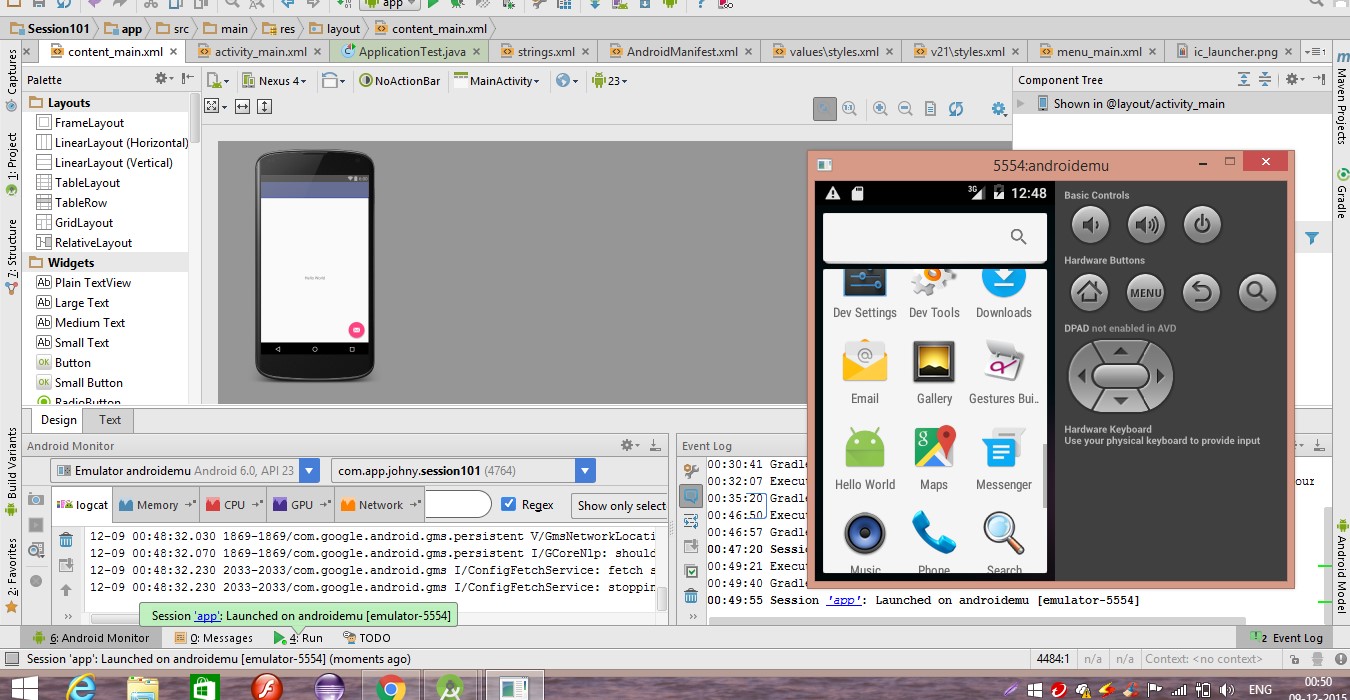 app
Session101 app src main res layout content_main.xml
content_main.xml activity_main.xml ApplicationTest.java strings.xml AndroidManifest.xml values\styles.xml v21\styles.xml menu_main.xml ic_launcher.png
Captures
1: Project
7: Structure
Build Variants
2: Favorites
Palette
Nexus 4 NoActionBar MainActivity 23
Component Tree
Shown in @layout/activity_main
Maven Projects
Gradle
Android Model
Layouts
FrameLayout
LinearLayout (Horizontal)
LinearLayout (Vertical)
TableLayout
TableRow
GridLayout
RelativeLayout
Widgets
Plain TextView
Large Text
Medium Text
Small Text
Button
Small Button
RadioButton
Design Text
5554:androidemu
3G 12:48
Dev Settings Dev Tools Downloads
Email Gallery Gestures Bui..
Hello World Maps Messenger
Music Phone Search
Basic Controls
Hardware Buttons
MENU
DPAD not enabled in AVD
Hardware Keyboard
Use your physical keyboard to provide input
Android Monitor
Emulator androidemu Android 6.0, API 23 com.app.johny.session101 (4764)
logcat Memory CPU GPU Network Regex Show only select
12-09 00:48:32.030 1869-1869/com.google.android.gms.persistent V/GmsNetworkLocati
12-09 00:48:32.070 1869-1869/com.google.android.gms.persistent I/GCoreNlp: should
12-09 00:48:32.230 2033-2033/com.google.android.gms I/ConfigFetchService: fetch s
12-09 00:48:32.230 2033-2033/com.google.android.gms I/ConfigFetchService: stoppin
Session 'app': Launched on androidemu [emulator-5554]
Event Log
00:30:41 Gradle
00:32:07 Execut our
00:35:20 Gradle
00:46:50 Execut
00:46:57 Gradle
00:47:20 Sessio
00:49:21 Execut
00:49:40 Gradle
00:49:55 Session 'app': Launched on androidemu [emulator-5554]
6: Android Monitor 0: Messages 4: Run TODO 2 Event Log
Session 'app': Launched on androidemu [emulator-5554] (moments ago) 4484:1 n/a n/a Context: <no context>
ENG 00:50
09-12-2015